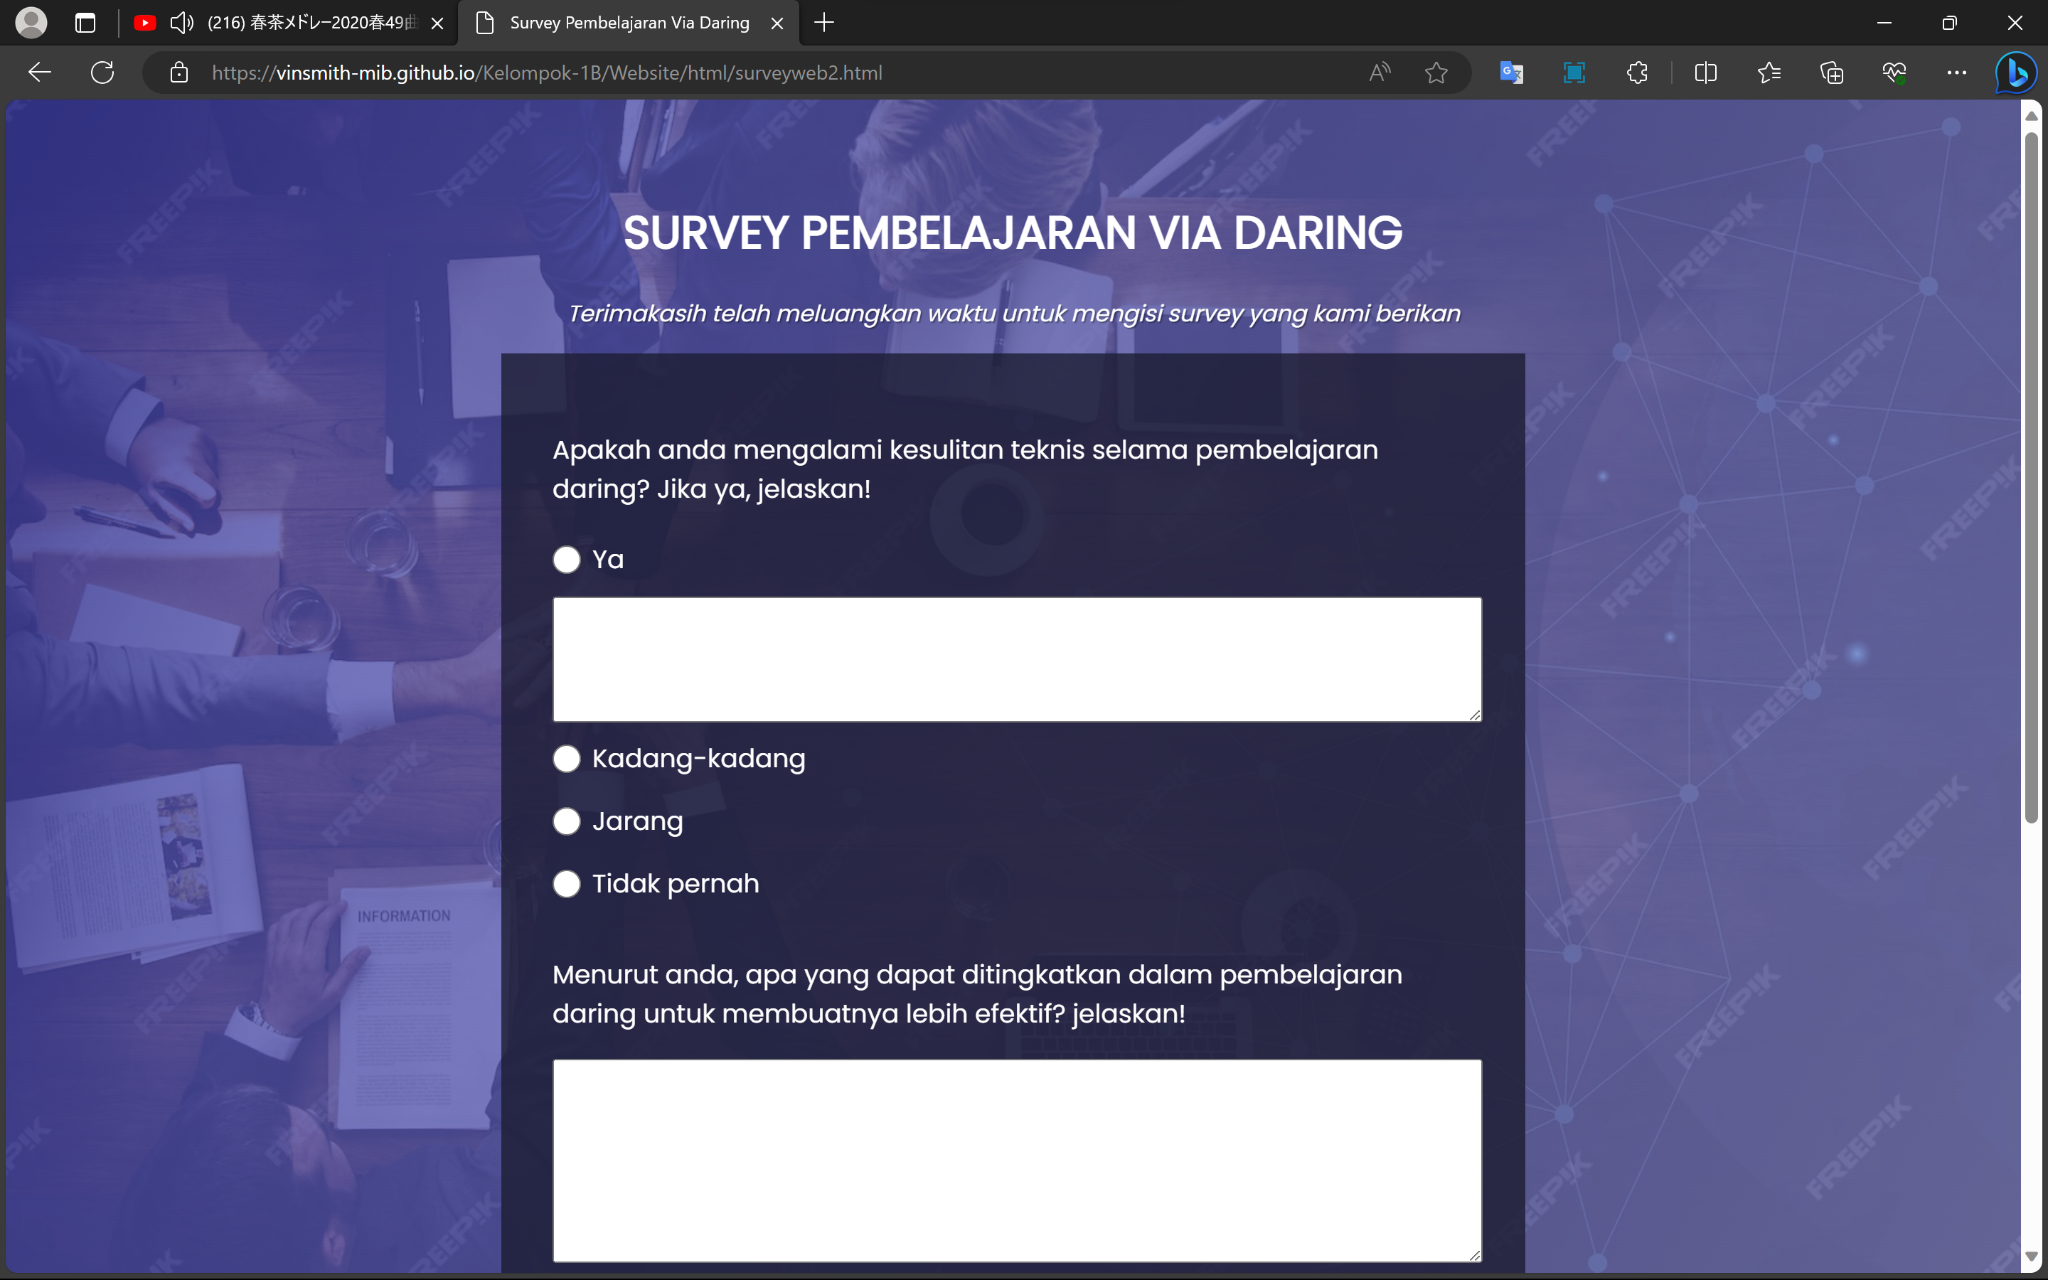 (216) 春茶メドレー2020春49曲
Survey Pembelajaran Via Daring
https://vinsmith-mib.github.io/Kelompok-1B/Website/html/surveyweb2.html
SURVEY PEMBELAJARAN VIA DARING
Terimakasih telah meluangkan waktu untuk mengisi survey yang kami berikan
Apakah anda mengalami kesulitan teknis selama pembelajaran
daring? Jika ya, jelaskan!
Ya
Kadang-kadang
Jarang
Tidak pernah
INFORMATION
Menurut anda, apa yang dapat ditingkatkan dalam pembelajaran
daring untuk membuatnya lebih efektif? jelaskan!
FREEPIK